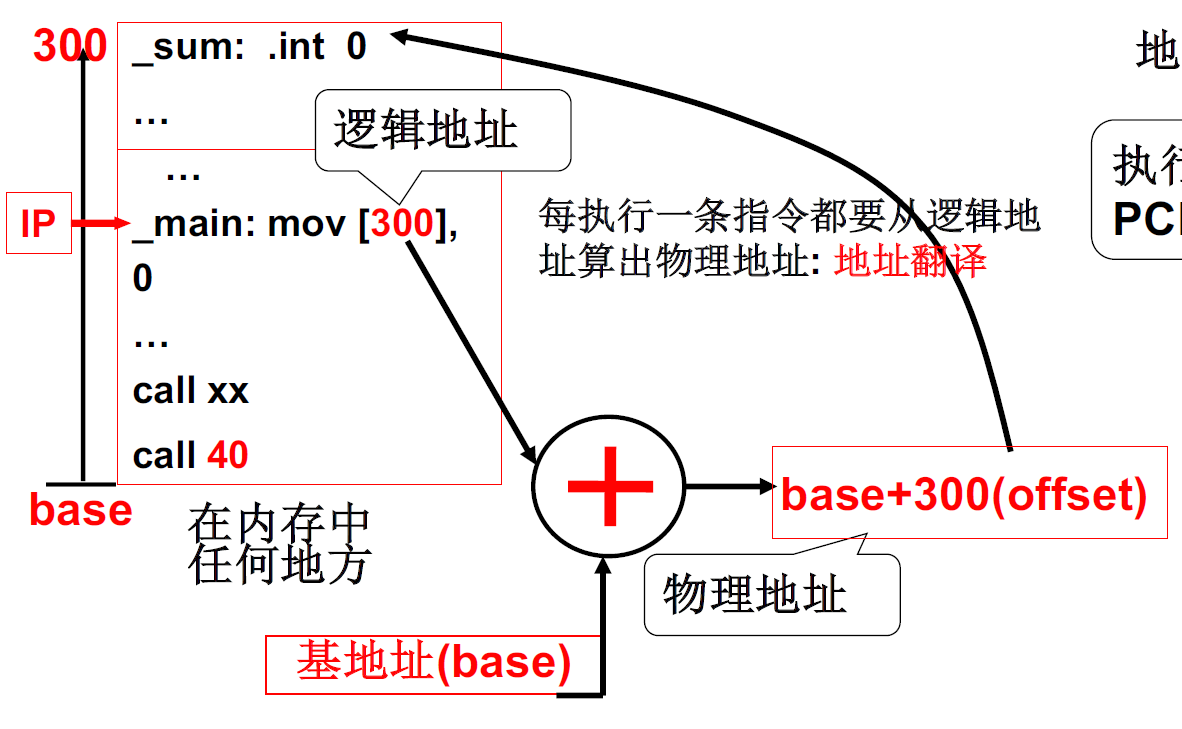 300
_sum: .int 0
...
逻辑地址
...
IP
_main: mov [300],
0
...
call xx
call 40
base
在内存中
任何地方
每执行一条指令都要从逻辑地
址算出物理地址: 地址翻译
地
执行
PC
+
base+300(offset)
物理地址
基地址(base)